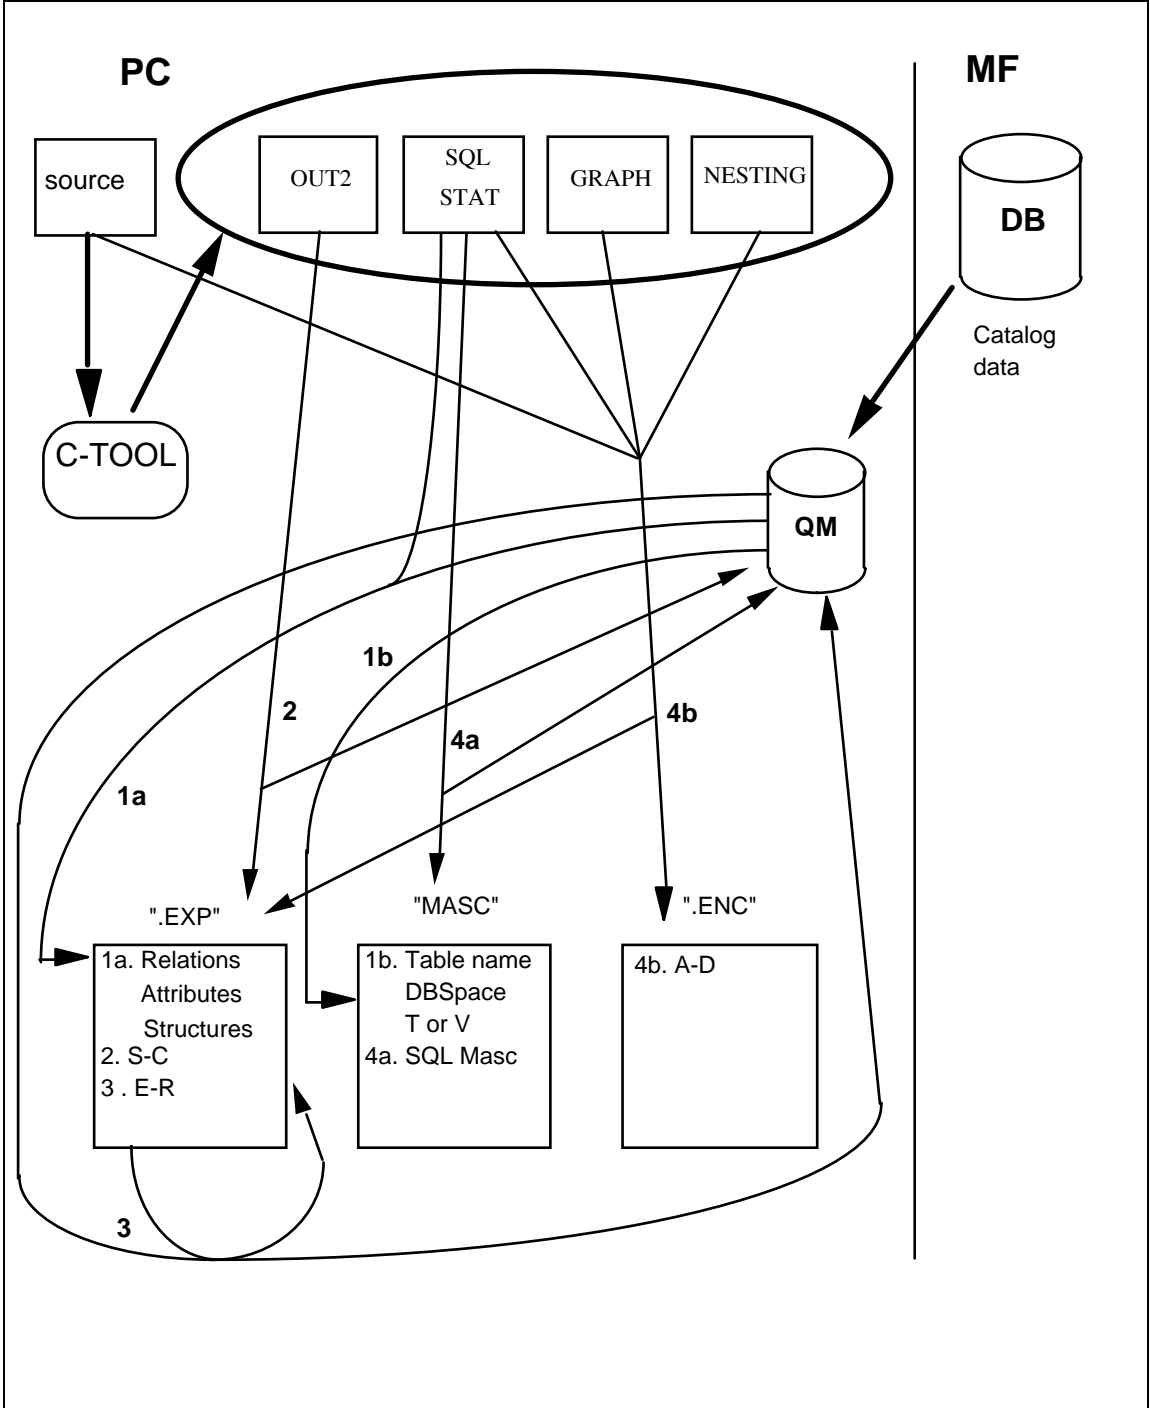 PC
MF
source
OUT2
SQL
STAT
GRAPH
NESTING
DB
Catalog
data
C-TOOL
QM
1b
2
4a
4b
1a
".EXP"
"MASC"
".ENC"
1a. Relations
Attributes
Structures
2. S-C
3 . E-R
1b. Table name
DBSpace
T or V
4a. SQL Masc
4b. A-D
3